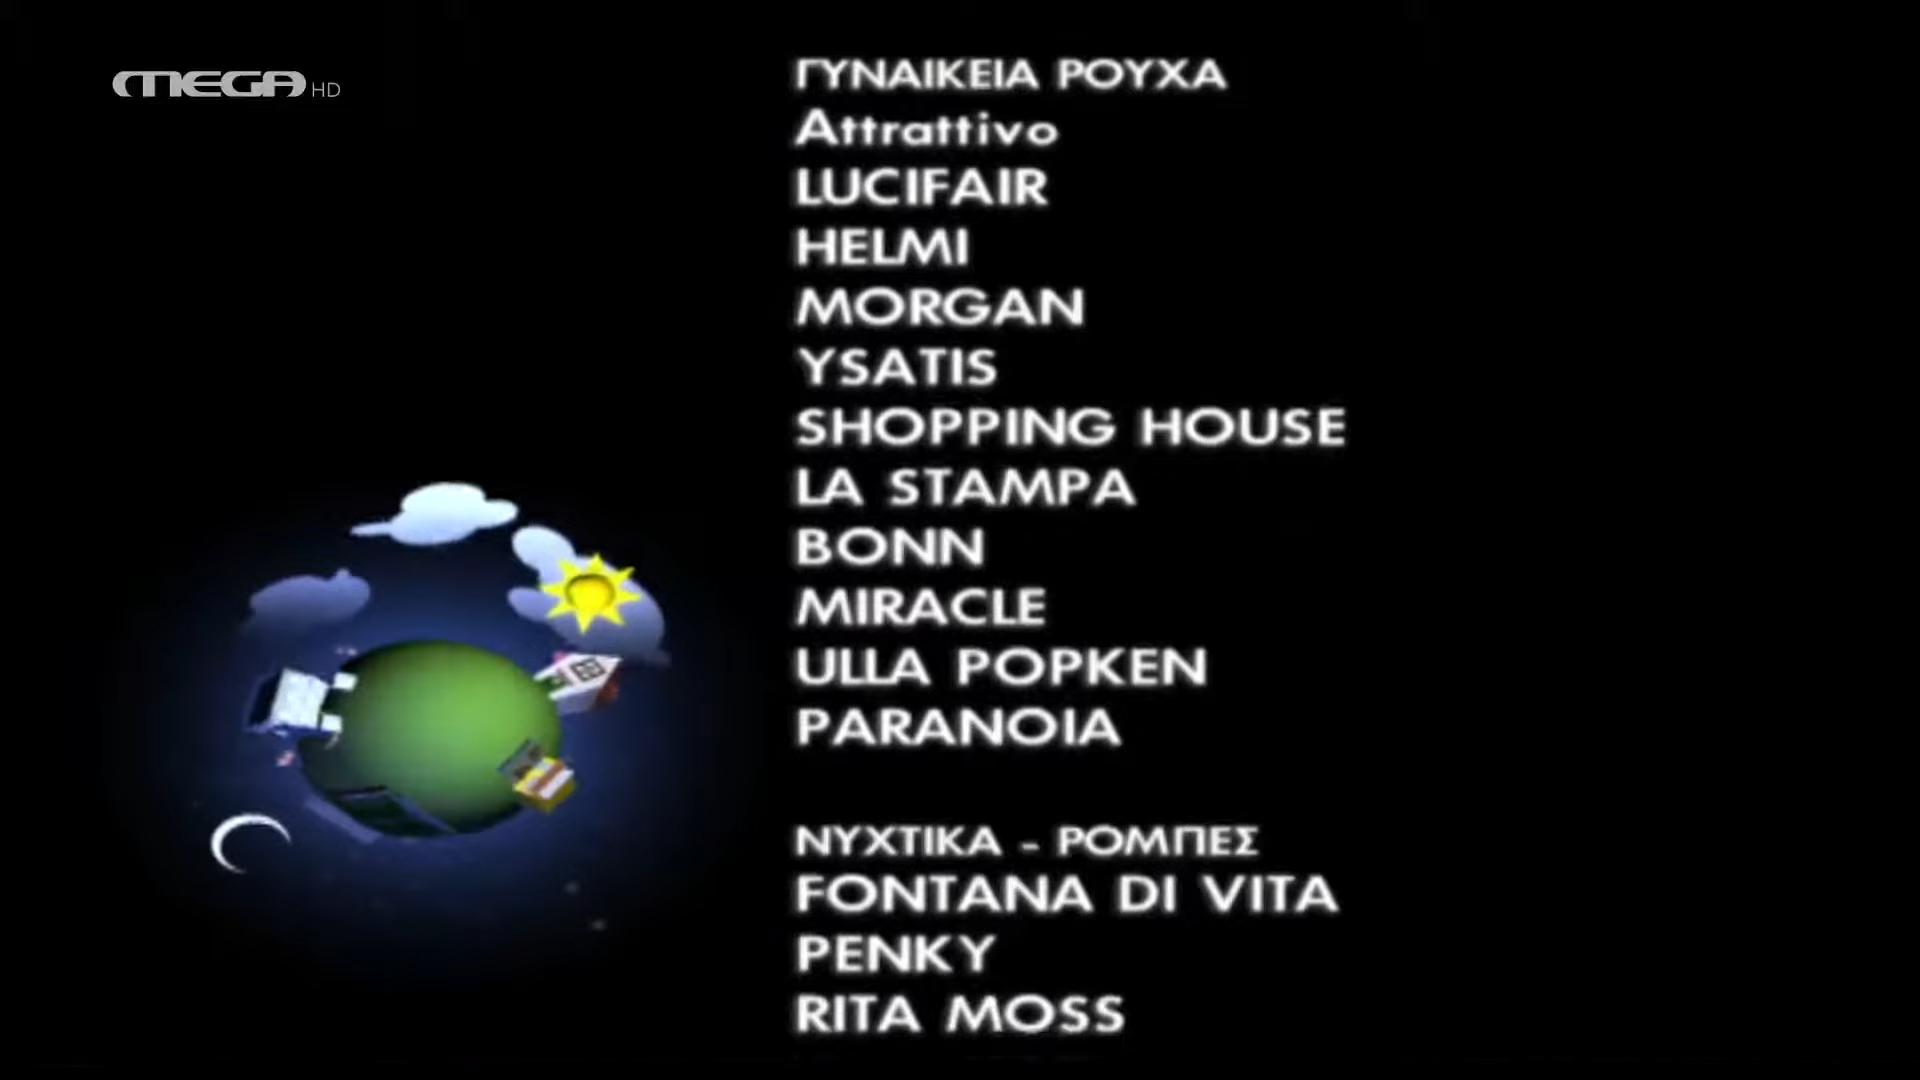 MEGA HD
ΓΥΝΑΙΚΕΙΑ ΡΟΥΧΑ
Attrattivo
LUCIFAIR
HELMI
MORGAN
YSATIS
SHOPPING HOUSE
LA STAMPA
BONN
MIRACLE
ULLA POPKEN
PARANOIA
ΝΥΧΤΙΚΑ - ΡΟΜΠΕΣ
FONTANA DI VITA
PENKY
RITA MOSS